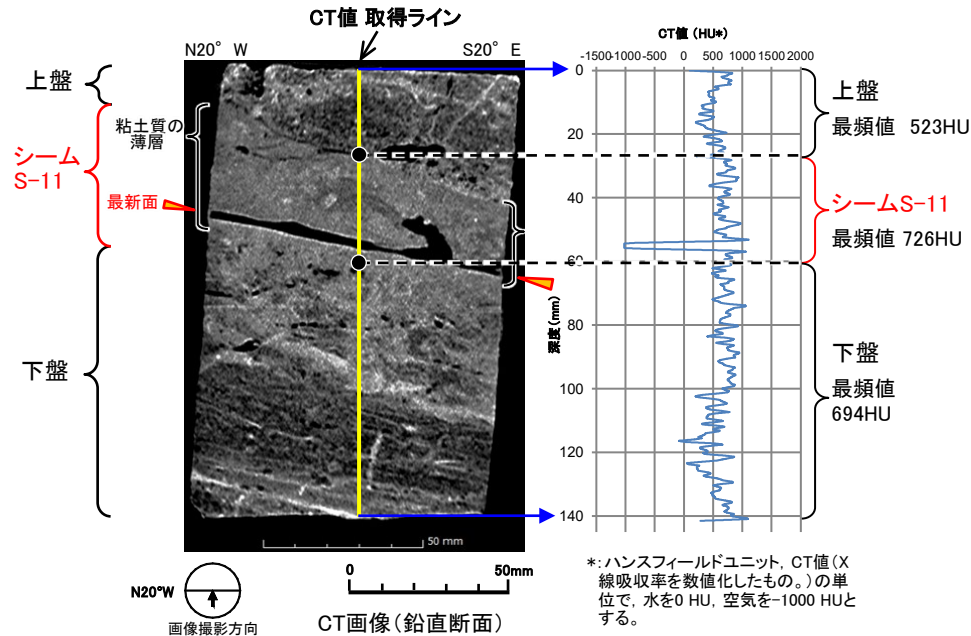 CT値 取得ライン
N20° W
S20° E
上盤
粘土質の
薄層
シーム
S-11
最新面
下盤
50 mm
N20°W
画像撮影方向
0
50mm
CT画像(鉛直断面)
CT値 (HU*)
-1500
-1000
-500
0
500
1000
1500
2000
0
20
40
60
80
100
120
140
深度(mm)
上盤
最頻値 523HU
シームS-11
最頻値 726HU
下盤
最頻値
694HU
*:ハンスフィールドユニット, CT値(X
線吸収率を数値化したもの。)の単
位で, 水を0 HU, 空気を-1000 HUと
する。